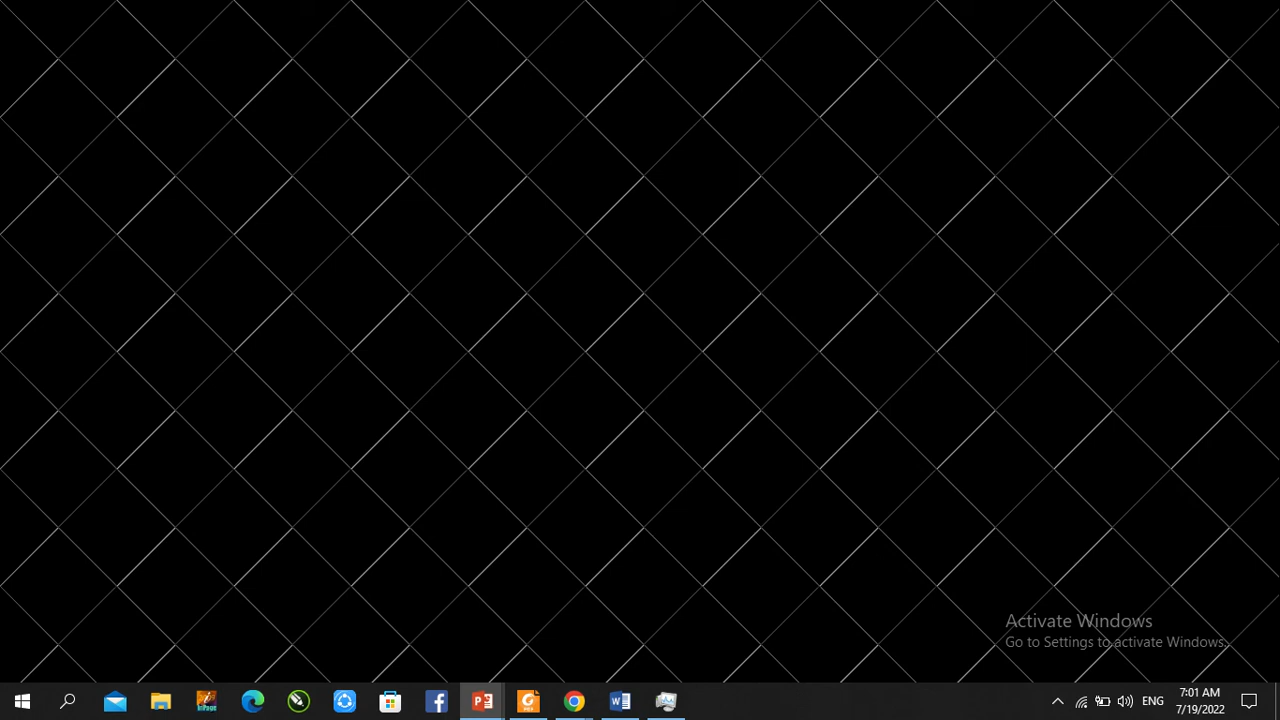 Activate Windows
Go to Settings to activate Windows.
ENG
7:01 AM
7/19/2022